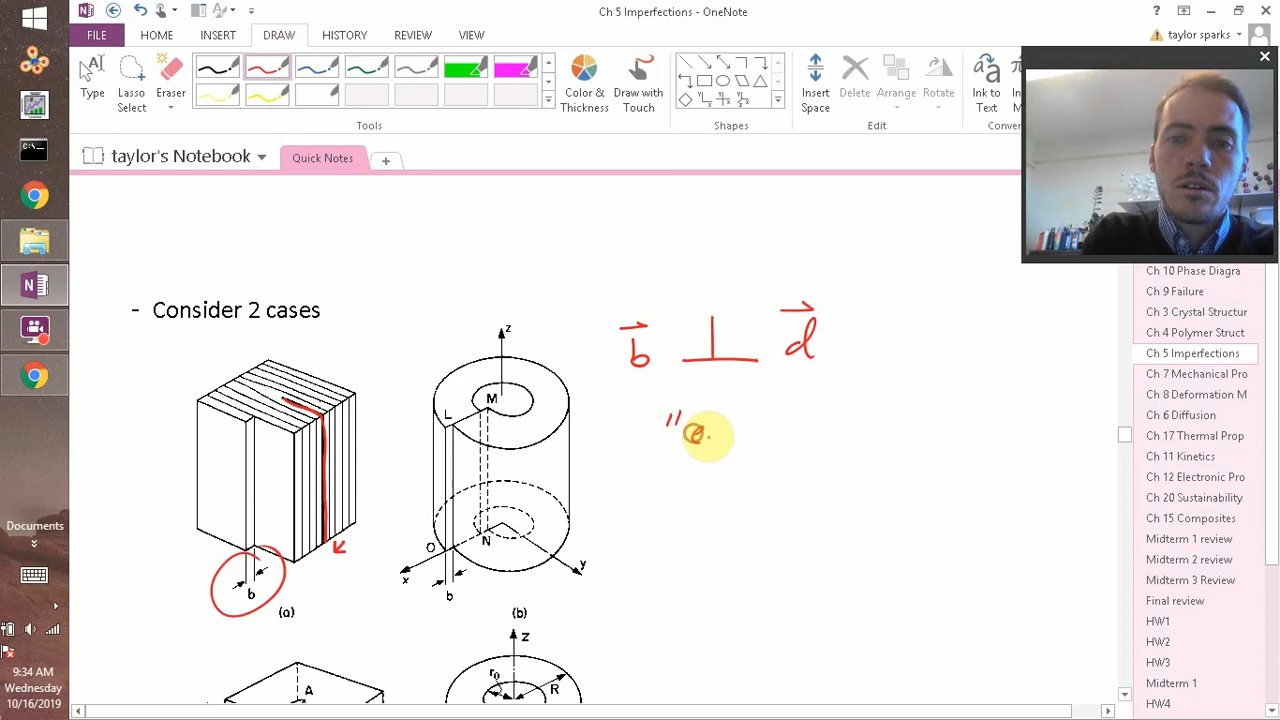 Ch 5 Imperfections - OneNote
FILE HOME INSERT DRAW HISTORY REVIEW VIEW
taylor sparks
Type
Lasso Select
Eraser
Color & Thickness
Draw with Touch
Insert Space
Delete
Arrange
Rotate
Ink to Text
Tools
Shapes
Edit
Conver
taylor's Notebook
Quick Notes
- Consider 2 cases
b ⊥ d
"e
b
(a)
z
M
L
O
N
x
y
b
(b)
A
z
r0
R
Ch 10 Phase Diagra
Ch 9 Failure
Ch 3 Crystal Structur
Ch 4 Polymer Struct
Ch 5 Imperfections
Ch 7 Mechanical Pro
Ch 8 Deformation M
Ch 6 Diffusion
Ch 17 Thermal Prop
Ch 11 Kinetics
Ch 12 Electronic Pro
Ch 20 Sustainability
Ch 15 Composites
Midterm 1 review
Midterm 2 review
Midterm 3 Review
Final review
HW1
HW2
HW3
Midterm 1
HW4
Documents
9:34 AM
Wednesday
10/16/2019